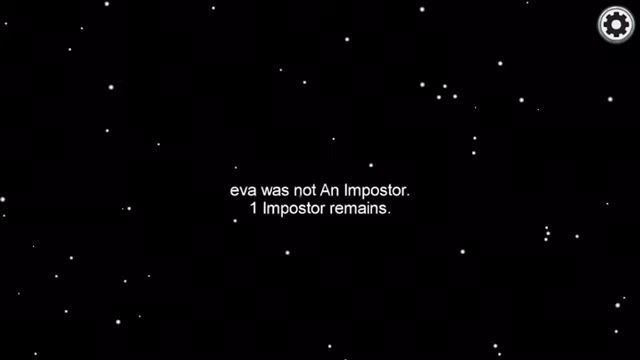 eva was not An Impostor.
1 Impostor remains.